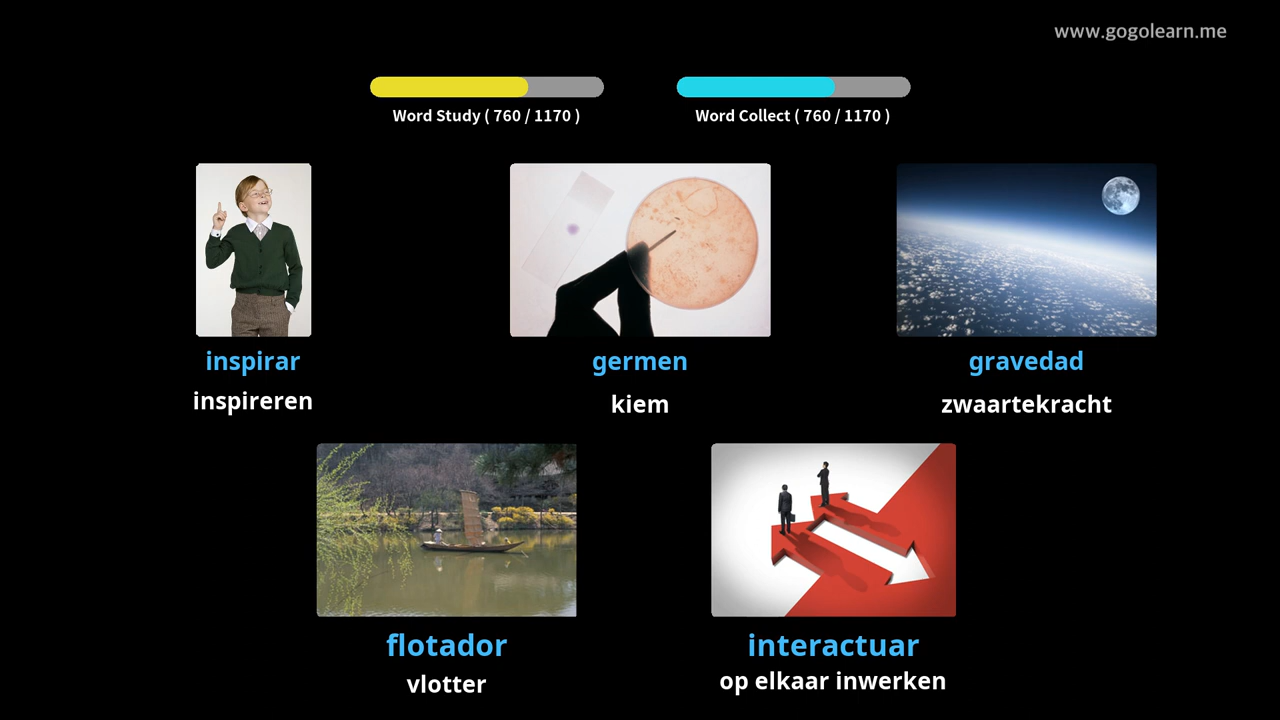 www.gogolearn.me
Word Study ( 760 / 1170 )
Word Collect ( 760 / 1170 )
inspirar
inspireren
germen
kiem
gravedad
zwaartekracht
flotador
vlotter
interactuar
op elkaar inwerken